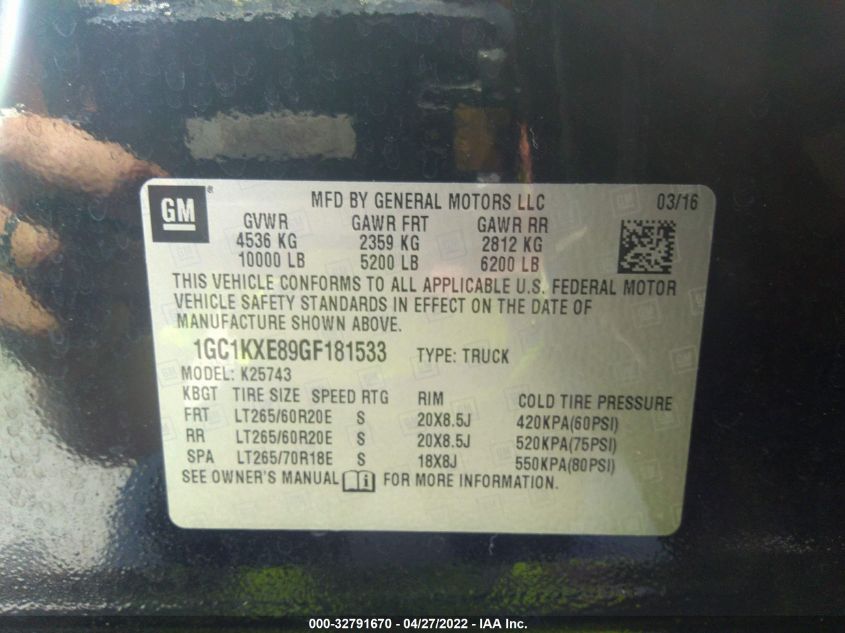 GM® MFD BY GENERAL MOTORS LLC 03/16
GVWR GAWR FRT GAWR RR
4536 KG 2359 KG 2812 KG
10000 LB 5200 LB 6200 LB
THIS VEHICLE CONFORMS TO ALL APPLICABLE U.S. FEDERAL MOTOR
VEHICLE SAFETY STANDARDS IN EFFECT ON THE DATE OF
MANUFACTURE SHOWN ABOVE.
1GC1KXE89GF181533 TYPE: TRUCK
MODEL: K25743
KBGT TIRE SIZE SPEED RTG RIM COLD TIRE PRESSURE
FRT LT265/60R20E S 20X8.5J 420KPA(60PSI)
RR LT265/60R20E S 20X8.5J 520KPA(75PSI)
SPA LT265/70R18E S 18X8J 550KPA(80PSI)
SEE OWNER'S MANUAL i FOR MORE INFORMATION.
000-32791670 - 04/27/2022 - IAA Inc.